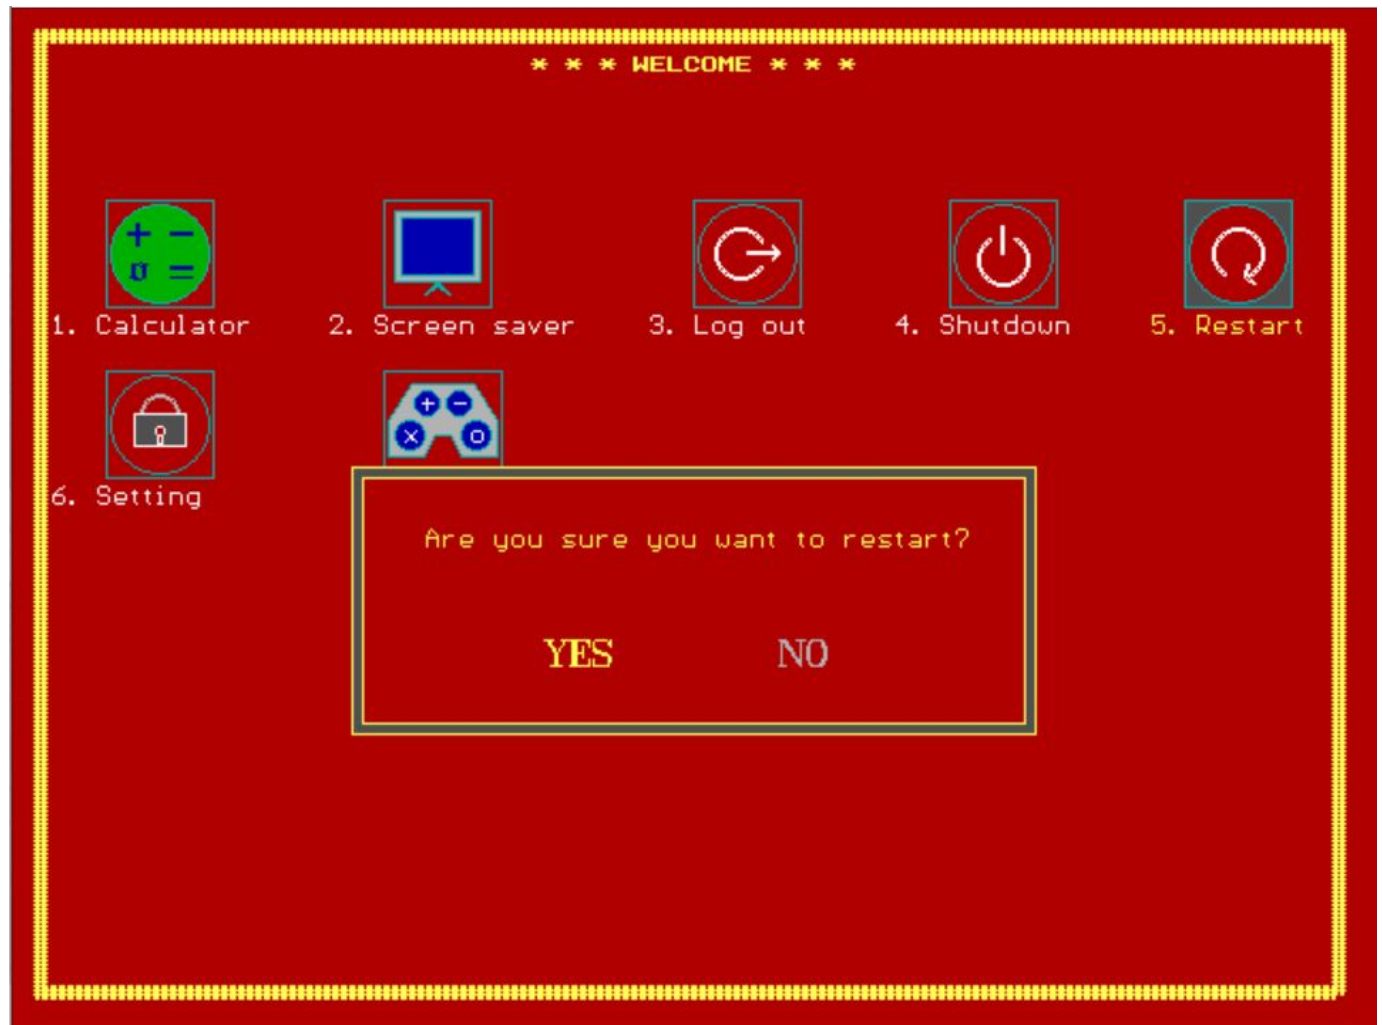 * * * WELCOME * * *
1. Calculator
2. Screen saver
3. Log out
4. Shutdown
5. Restart
6. Setting
Are you sure you want to restart?
YES NO